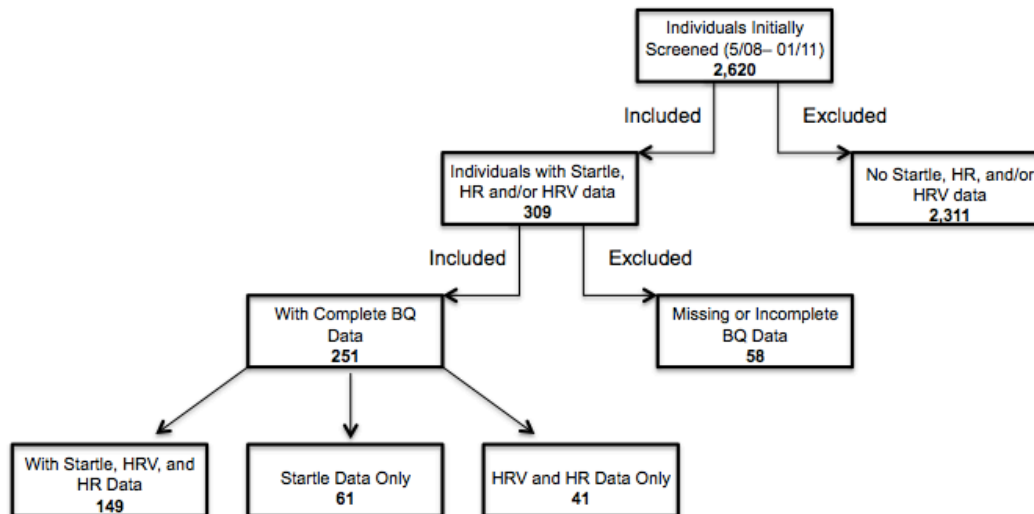 Individuals Initially
Screened (5/08– 01/11)
2,620
Included
Excluded
Individuals with Startle,
HR and/or HRV data
309
No Startle, HR, and/or
HRV data
2,311
Included
Excluded
With Complete BQ
Data
251
Missing or Incomplete
BQ Data
58
With Startle, HRV, and
HR Data
149
Startle Data Only
61
HRV and HR Data Only
41